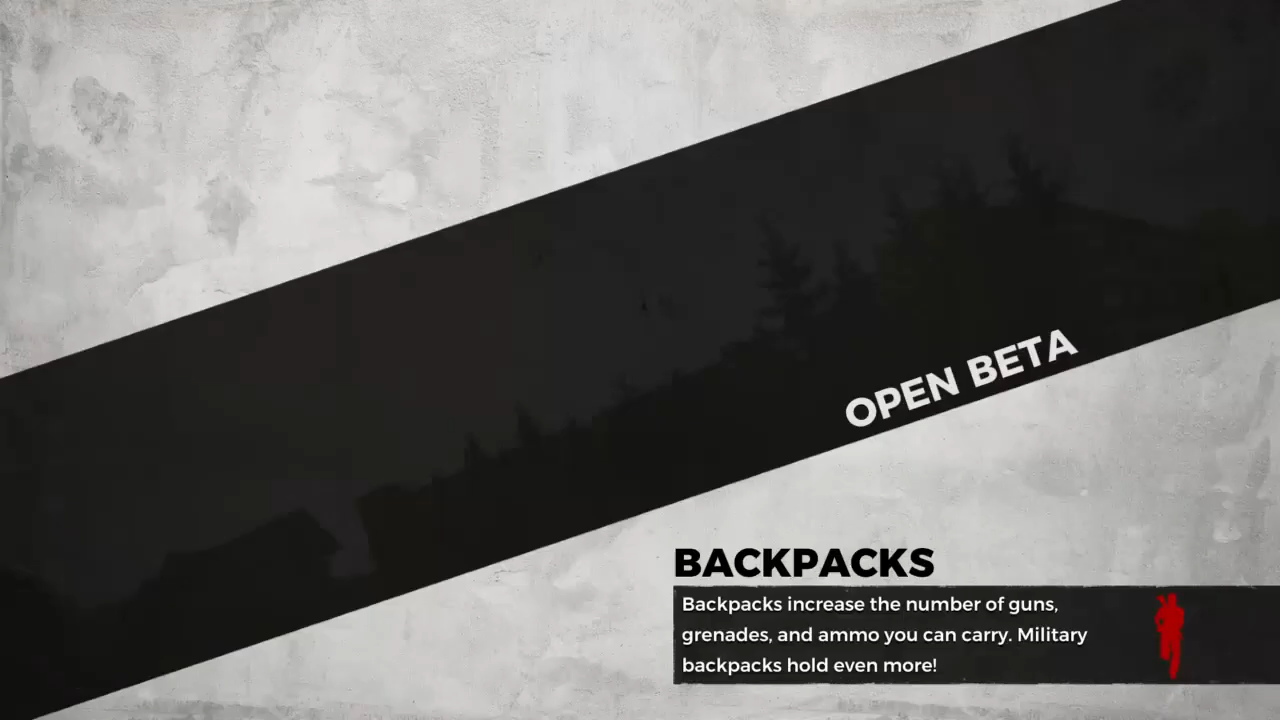 OPEN BETA
BACKPACKS
Backpacks increase the number of guns,
grenades, and ammo you can carry. Military
backpacks hold even more!